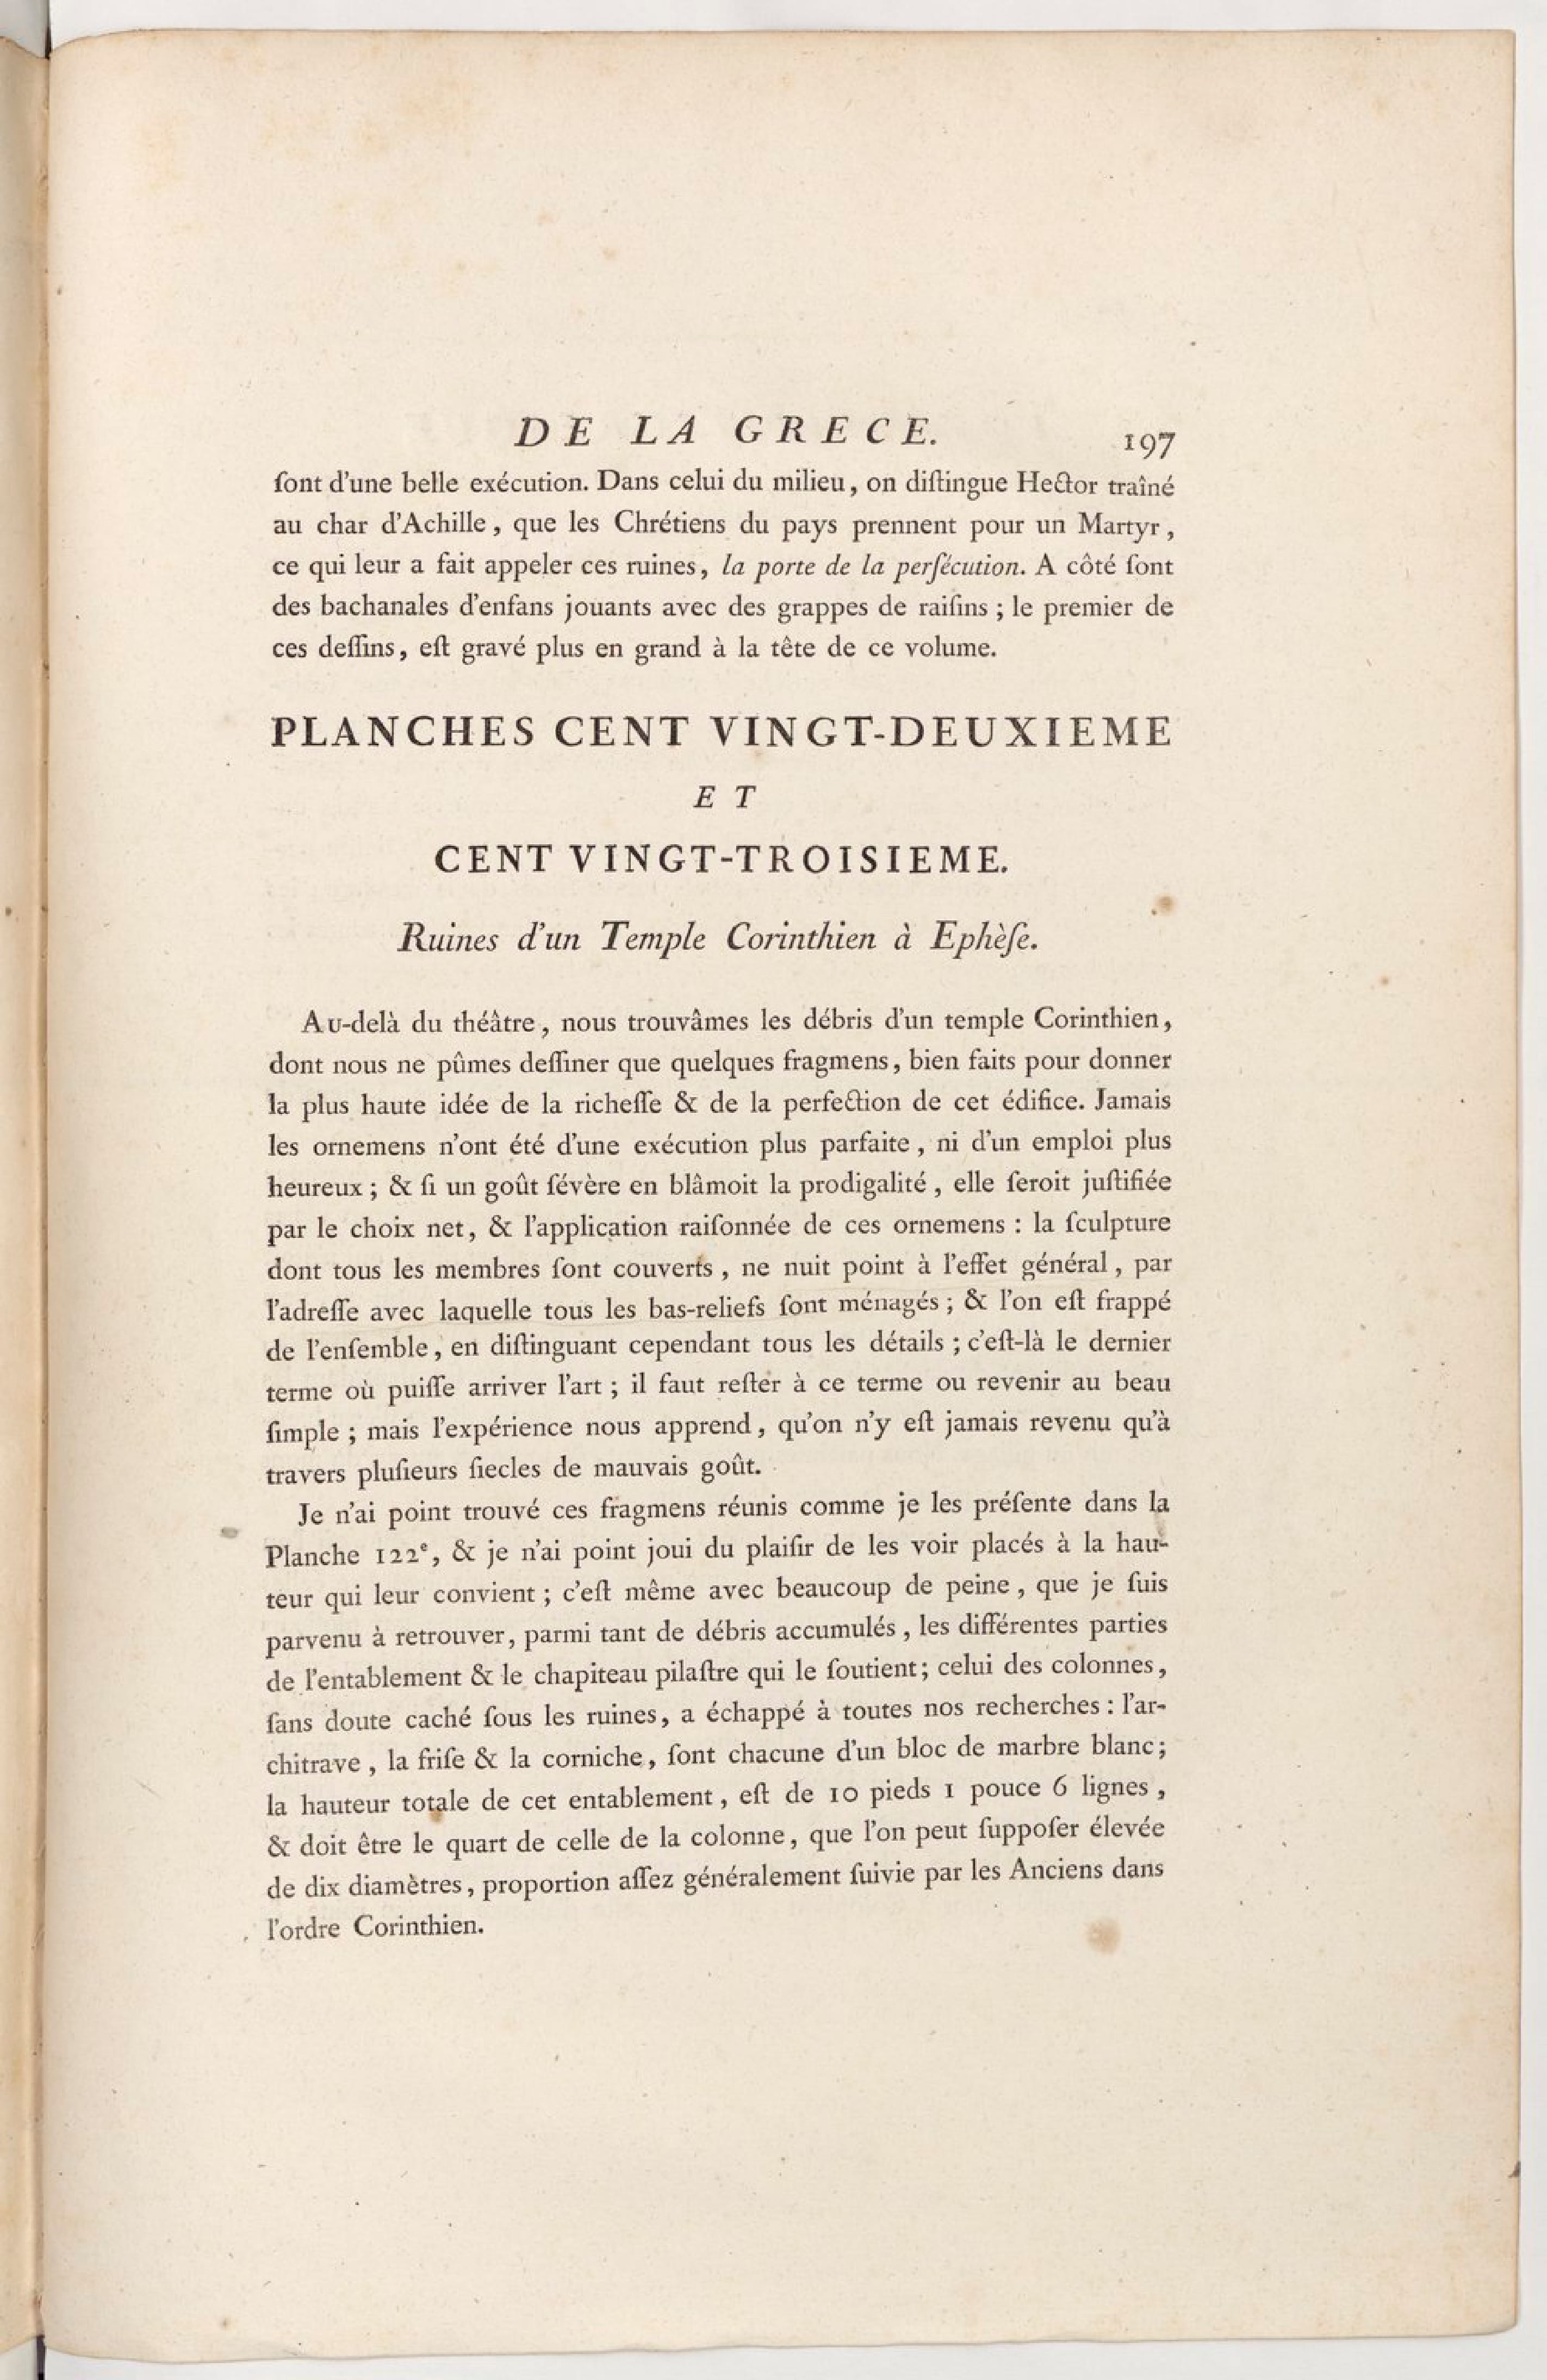 DE LA GRECE. 197
ſont d'une belle exécution. Dans celui du milieu, on diſtingue Hector traîné
au char d'Achille, que les Chrétiens du pays prennent pour un Martyr,
ce qui leur a fait appeler ces ruines, la porte de la perſécution. A côté ſont
des bachanales d'enfans jouants avec des grappes de raiſins ; le premier de
ces deſſins, eſt gravé plus en grand à la tête de ce volume.
PLANCHES CENT VINGT-DEUXIEME
ET
CENT VINGT-TROISIEME.
Ruines d'un Temple Corinthien à Ephèſe.
Au-delà du théâtre, nous trouvâmes les débris d'un temple Corinthien,
dont nous ne pûmes deſſiner que quelques fragmens, bien faits pour donner
la plus haute idée de la richeſſe & de la perfection de cet édifice. Jamais
les ornemens n'ont été d'une exécution plus parfaite, ni d'un emploi plus
heureux ; & ſi un goût ſévère en blâmoit la prodigalité, elle ſeroit juſtifiée
par le choix net, & l'application raiſonnée de ces ornemens : la ſculpture
dont tous les membres ſont couverts, ne nuit point à l'effet général, par
l'adreſſe avec laquelle tous les bas-reliefs ſont ménagés ; & l'on eſt frappé
de l'enſemble, en diſtinguant cependant tous les détails ; c'eſt-là le dernier
terme où puiſſe arriver l'art ; il faut reſter à ce terme ou revenir au beau
ſimple ; mais l'expérience nous apprend, qu'on n'y eſt jamais revenu qu'à
travers pluſieurs ſiecles de mauvais goût.
Je n'ai point trouvé ces fragmens réunis comme je les préſente dans la
Planche 122e, & je n'ai point joui du plaiſir de les voir placés à la hau-
teur qui leur convient ; c'eſt même avec beaucoup de peine, que je ſuis
parvenu à retrouver, parmi tant de débris accumulés, les différentes parties
de l'entablement & le chapiteau pilaſtre qui le ſoutient ; celui des colonnes,
ſans doute caché ſous les ruines, a échappé à toutes nos recherches : l'ar-
chitrave, la friſe & la corniche, ſont chacune d'un bloc de marbre blanc ;
la hauteur totale de cet entablement, eſt de 10 pieds 1 pouce 6 lignes,
& doit être le quart de celle de la colonne, que l'on peut ſuppoſer élevée
de dix diamètres, proportion aſſez généralement ſuivie par les Anciens dans
l'ordre Corinthien.